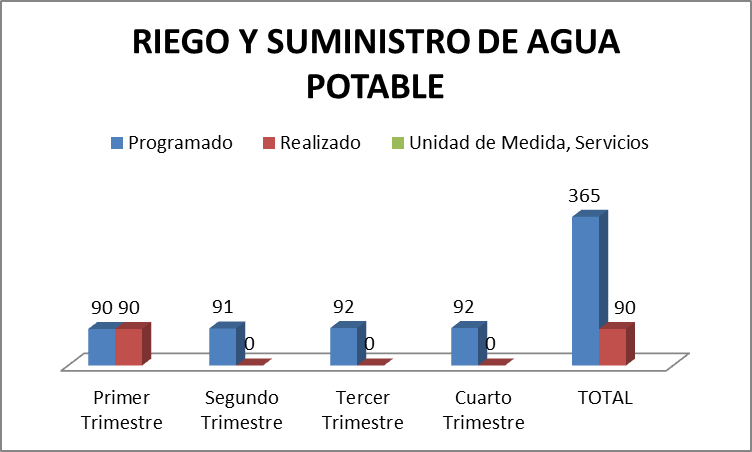 RIEGO Y SUMINISTRO DE AGUA
POTABLE
Programado Realizado Unidad de Medida, Servicios
365
90 90 91 92 92 90
0 0 0
Primer Segundo Tercer Cuarto TOTAL
Trimestre Trimestre Trimestre Trimestre